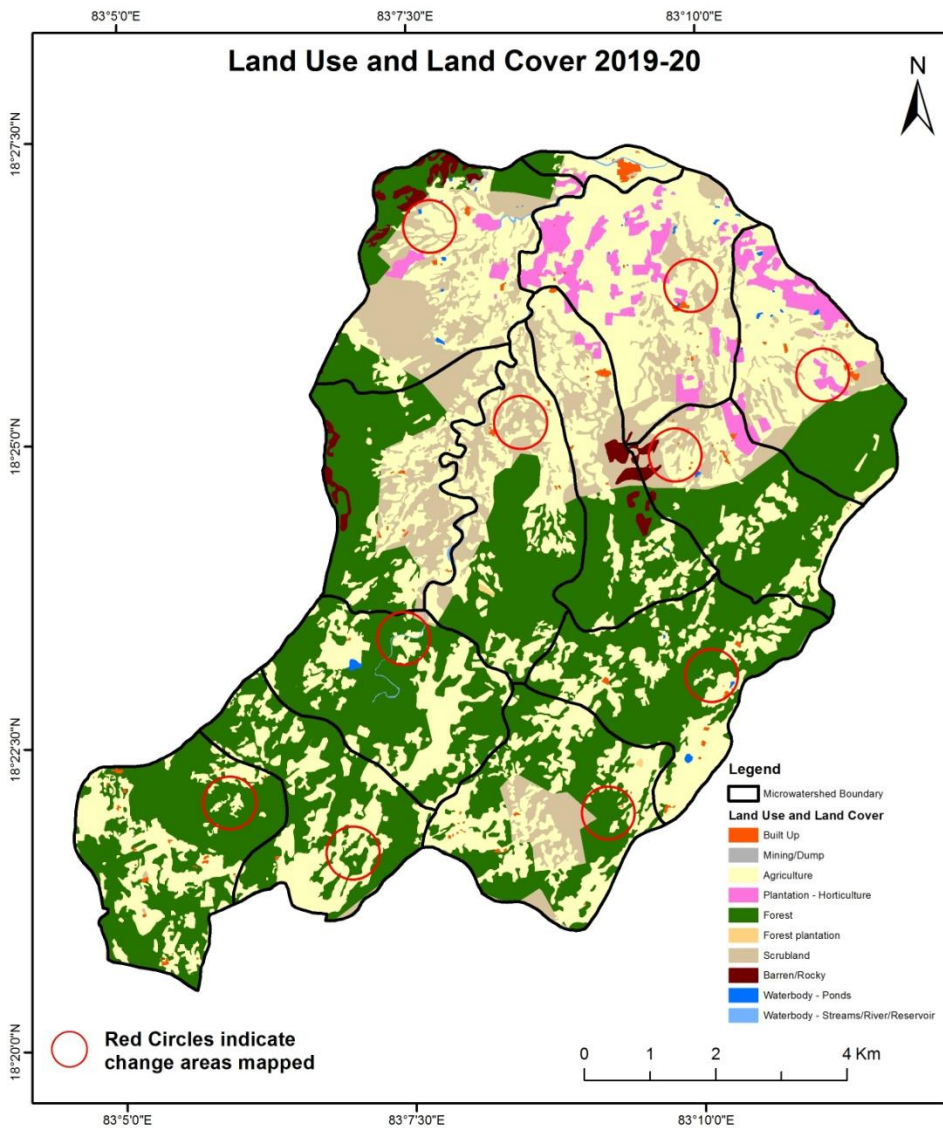 83°5'0"E
83°7'30"E
83°10'0"E
Land Use and Land Cover 2019-20
N
18°27'30"N
18°25'0"N
18°22'30"N
18°20'0"N
Legend
Microwatershed Boundary
Land Use and Land Cover
Built Up
Mining/Dump
Agriculture
Plantation - Horticulture
Forest
Forest plantation
Scrubland
Barren/Rocky
Waterbody - Ponds
Waterbody - Streams/River/Reservoir
Red Circles indicate
change areas mapped
0 1 2 4 Km
83°5'0"E
83°7'30"E
83°10'0"E